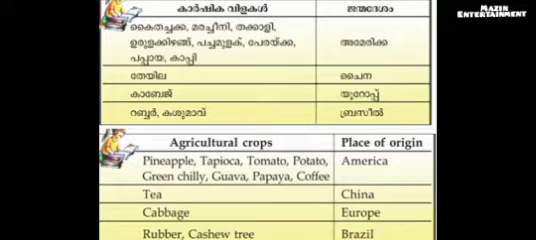 MAZIN
ENTERTAINMENT
കാർഷിക വിളകൾ ജന്മദേശം
കൈതച്ചക്ക, മരച്ചീനി, തക്കാളി,
ഉരുളക്കിഴങ്ങ്, പച്ചമുളക്, പേരയ്ക്ക, അമേരിക്ക
പപ്പായ, കാപ്പി
തേയില ചൈന
കാബേജ് യൂറോപ്പ്
റബ്ബർ, കശുമാവ് ബ്രസീൽ
Agricultural crops Place of origin
Pineapple, Tapioca, Tomato, Potato, America
Green chilly, Guava, Papaya, Coffee
Tea China
Cabbage Europe
Rubber, Cashew tree Brazil